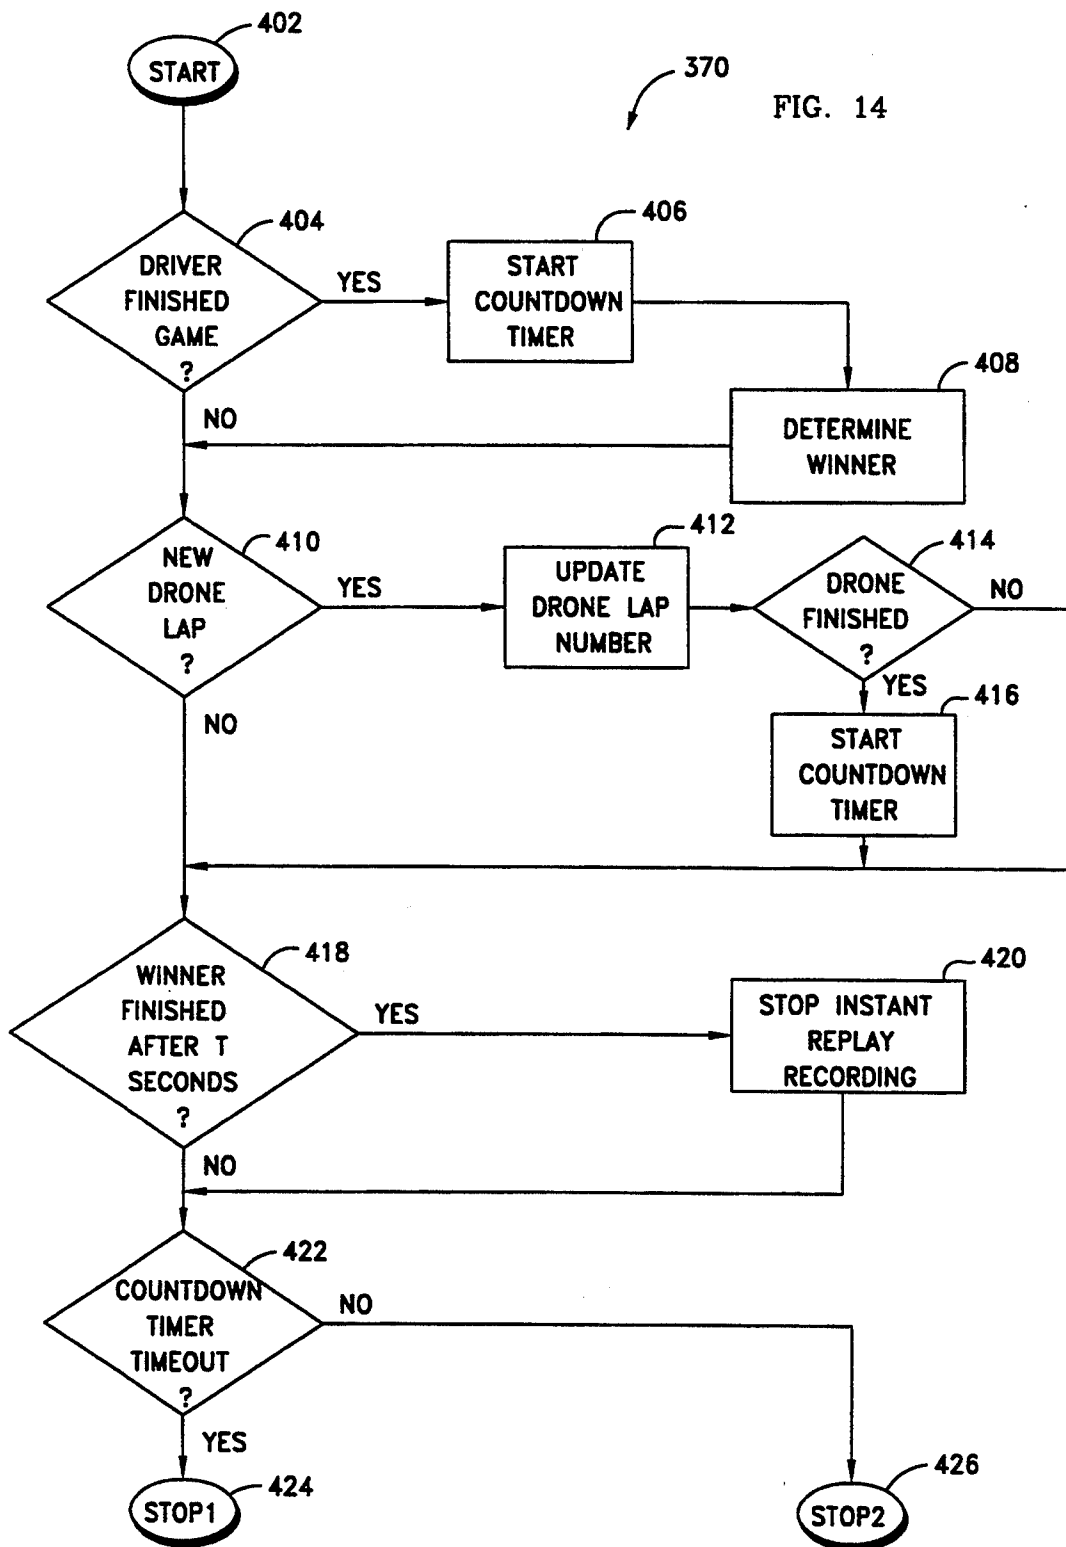 402
START
370
FIG. 14
404
DRIVER
FINISHED
GAME
?
YES
406
START
COUNTDOWN
TIMER
408
DETERMINE
WINNER
NO
410
NEW
DRONE
LAP
?
YES
412
UPDATE
DRONE LAP
NUMBER
414
DRONE
FINISHED
?
NO
YES
416
START
COUNTDOWN
TIMER
NO
418
WINNER
FINISHED
AFTER T
SECONDS
?
YES
420
STOP INSTANT
REPLAY
RECORDING
NO
422
COUNTDOWN
TIMER
TIMEOUT
?
NO
YES
424
STOP1
426
STOP2